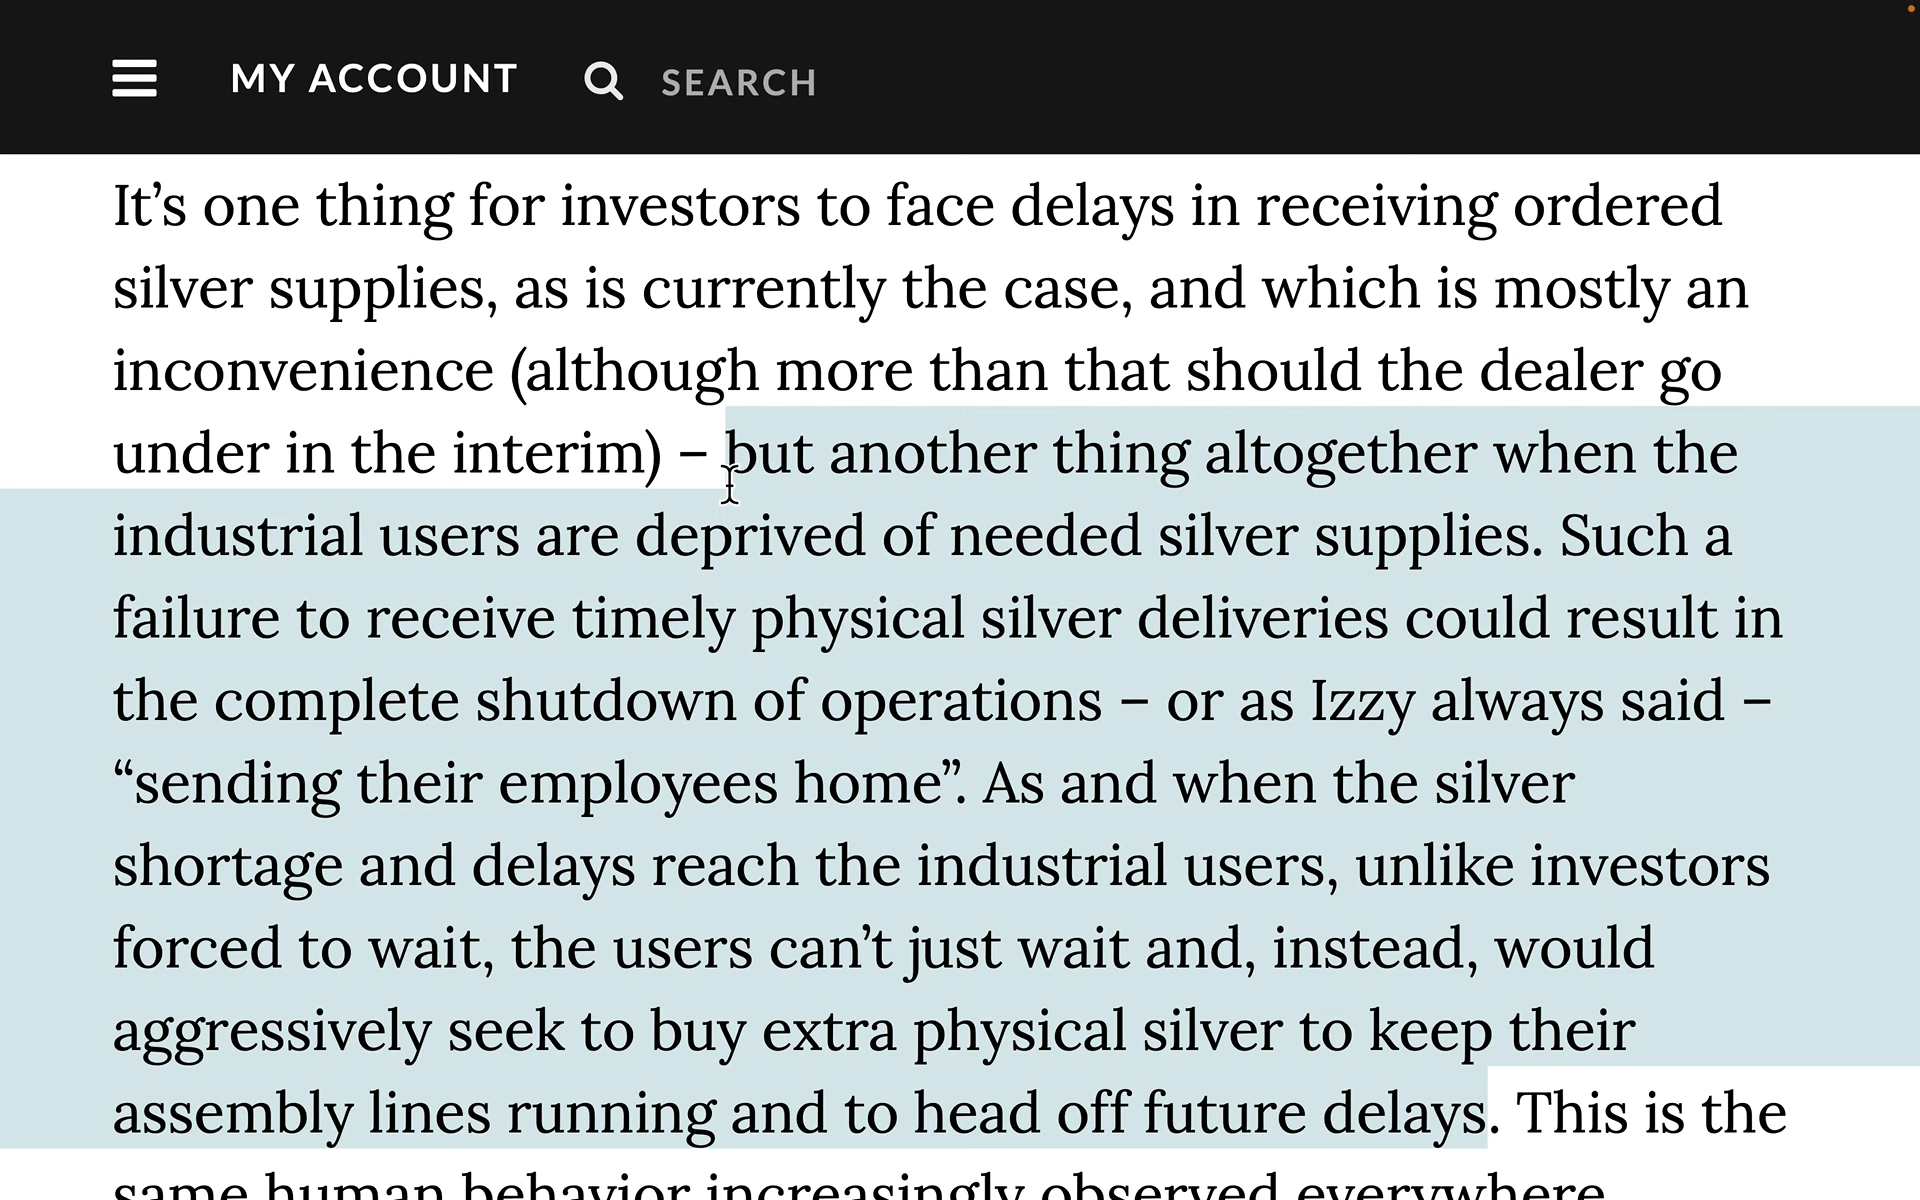 MY ACCOUNT SEARCH
It’s one thing for investors to face delays in receiving ordered
silver supplies, as is currently the case, and which is mostly an
inconvenience (although more than that should the dealer go
under in the interim) – but another thing altogether when the
industrial users are deprived of needed silver supplies. Such a
failure to receive timely physical silver deliveries could result in
the complete shutdown of operations – or as Izzy always said –
“sending their employees home”. As and when the silver
shortage and delays reach the industrial users, unlike investors
forced to wait, the users can’t just wait and, instead, would
aggressively seek to buy extra physical silver to keep their
assembly lines running and to head off future delays. This is the
same human behavior increasingly observed everywhere